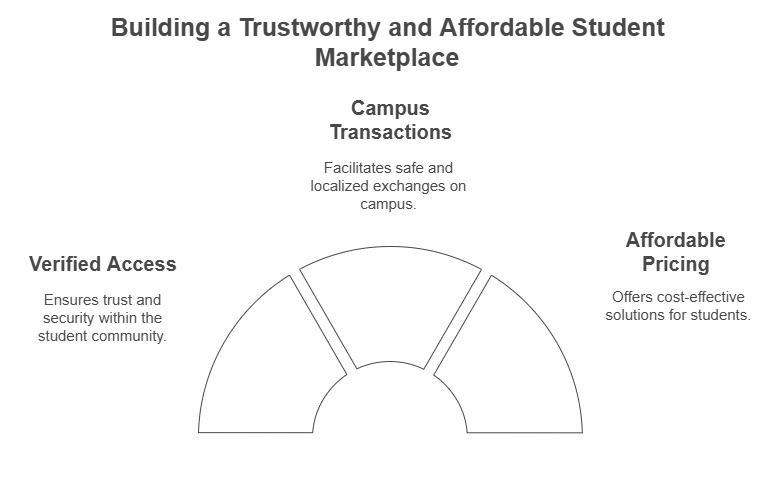 Building a Trustworthy and Affordable Student
Marketplace
Campus
Transactions
Facilitates safe and
localized exchanges on
campus.
Verified Access
Ensures trust and
security within the
student community.
Affordable
Pricing
Offers cost-effective
solutions for students.